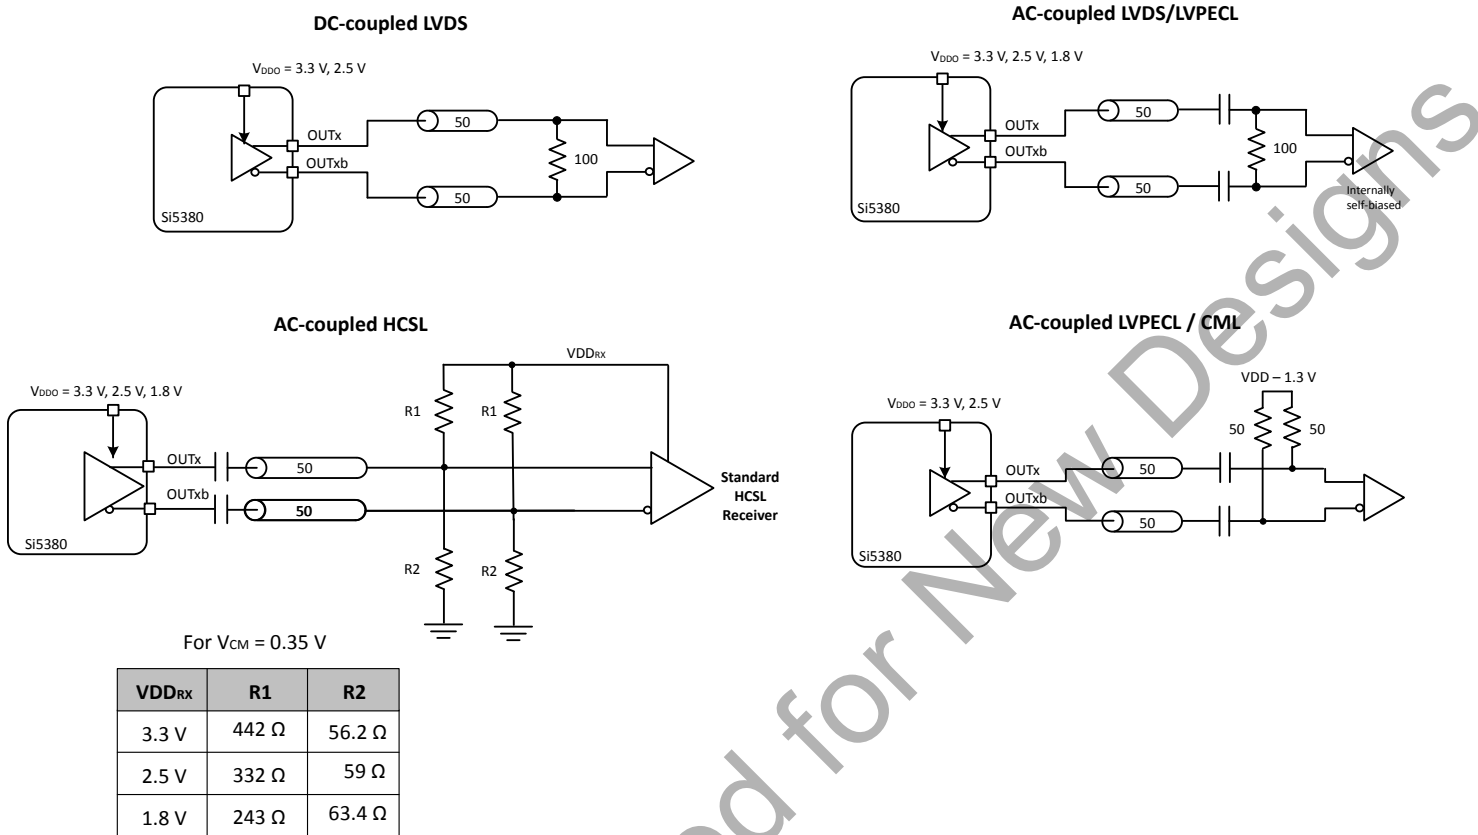 DC-coupled LVDS
VDDO = 3.3 V, 2.5 V
OUTx
OUTxb
50
50
100
Si5380
AC-coupled LVDS/LVPECL
VDDO = 3.3 V, 2.5 V, 1.8 V
OUTx
OUTxb
50
50
100
Internally
self-biased
Si5380
AC-coupled HCSL
VDDRX
VDDO = 3.3 V, 2.5 V, 1.8 V
R1
R1
OUTx
OUTxb
50
50
Standard
HCSL
Receiver
Si5380
R2
R2
For VCM = 0.35 V
VDDRX R1 R2
3.3 V 442 Ω 56.2 Ω
2.5 V 332 Ω 59 Ω
1.8 V 243 Ω 63.4 Ω
AC-coupled LVPECL / CML
VDD – 1.3 V
VDDO = 3.3 V, 2.5 V
50
50
OUTx
OUTxb
50
50
Si5380
for New Designs